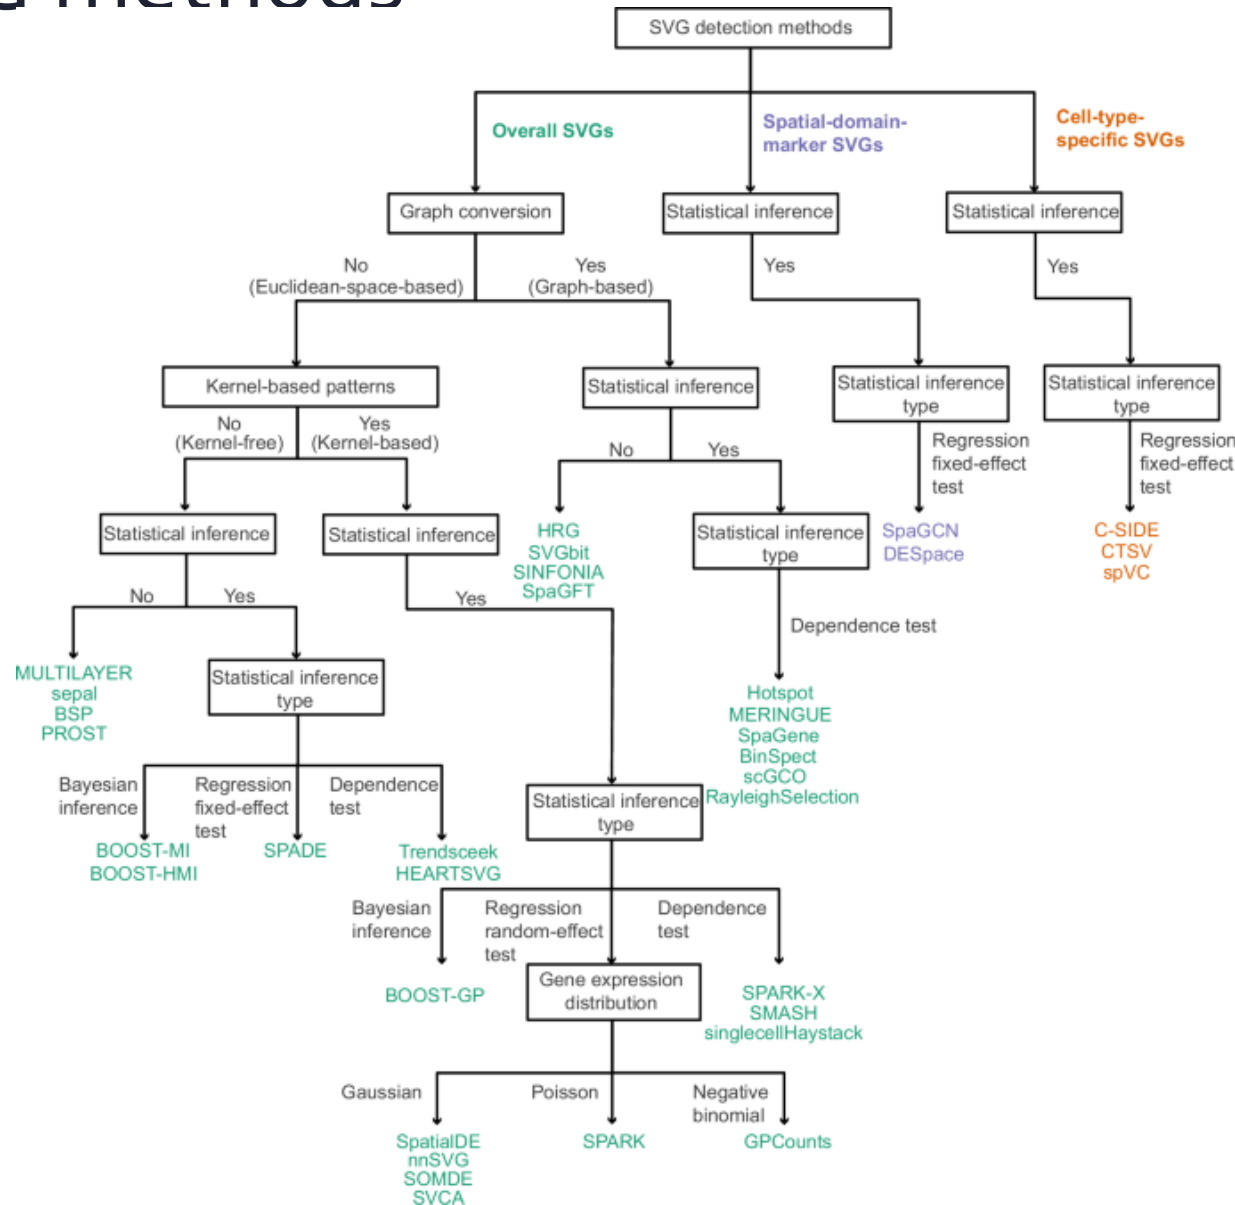 methods
SVG detection methods
Overall SVGs
Spatial-domain-
marker SVGs
Cell-type-
specific SVGs
Graph conversion
Statistical inference
Statistical inference
No
(Euclidean-space-based)
Yes
(Graph-based)
Yes
Yes
Kernel-based patterns
Statistical inference
Statistical inference
type
Statistical inference
type
No
(Kernel-free)
Yes
(Kernel-based)
No
Yes
Regression
fixed-effect
test
Regression
fixed-effect
test
Statistical inference
Statistical inference
HRG
SVGbit
SINFONIA
SpaGFT
Statistical inference
type
SpaGCN
DESpace
C-SIDE
CTSV
spVC
No
Yes
Yes
Dependence test
MULTILAYER
sepal
BSP
PROST
Statistical inference
type
Hotspot
MERINGUE
SpaGene
BinSpect
scGCO
RayleighSelection
Bayesian
inference
Regression
fixed-effect
test
Dependence
test
Statistical inference
type
BOOST-MI
BOOST-HMI
SPADE
Trendsceek
HEARTSVG
Bayesian
inference
Regression
random-effect
test
Dependence
test
BOOST-GP
Gene expression
distribution
SPARK-X
SMASH
singlecellHaystack
Gaussian
Poisson
Negative
binomial
SpatialDE
nnSVG
SOMDE
SVCA
SPARK
GPCounts